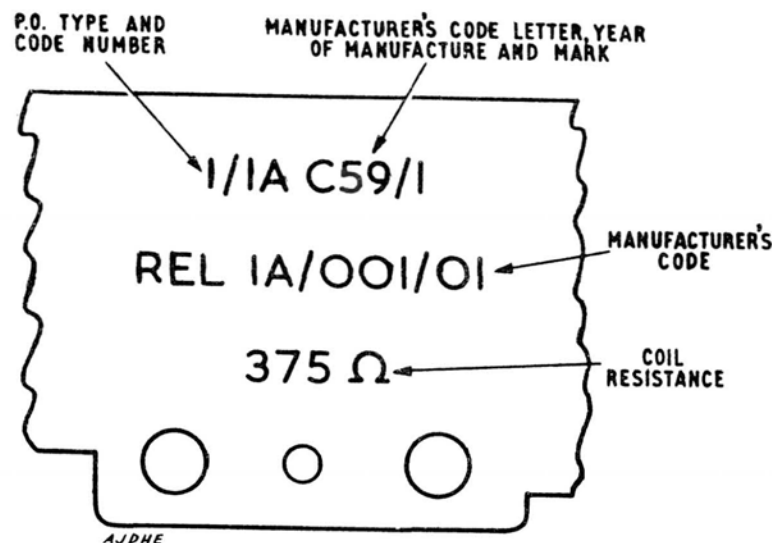 P.O. TYPE AND
CODE NUMBER
MANUFACTURER'S CODE LETTER, YEAR
OF MANUFACTURE AND MARK
1/1A C59/1
REL 1A/001/01
MANUFACTURER'S
CODE
375 Ω
COIL
RESISTANCE
AJDHE